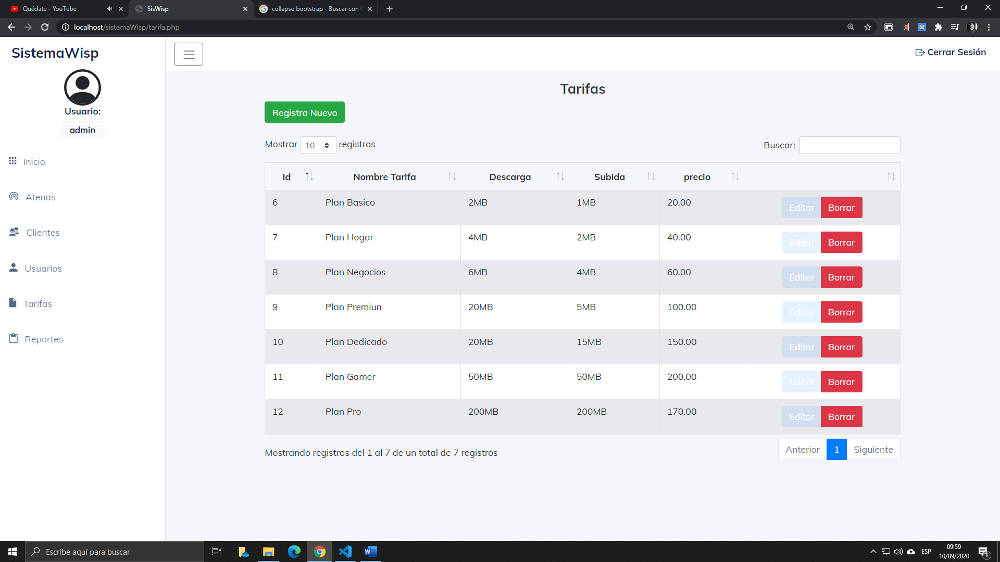 Quédate - YouTube
SisWisp
collapse bootstrap - Buscar con
localhost/sistemaWisp/tarifa.php
SistemaWisp
Cerrar Sesión
Usuario:
admin
Inicio
Atenas
Clientes
Usuarios
Tarifas
Reportes
Tarifas
Registra Nuevo
Mostrar 10 registros
Buscar:
Id Nombre Tarifa Descarga Subida precio
6 Plan Basico 2MB 1MB 20.00 Editar Borrar
7 Plan Hogar 4MB 2MB 40.00 Editar Borrar
8 Plan Negocios 6MB 4MB 60.00 Editar Borrar
9 Plan Premiun 20MB 5MB 100.00 Editar Borrar
10 Plan Dedicado 20MB 15MB 150.00 Editar Borrar
11 Plan Gamer 50MB 50MB 200.00 Editar Borrar
12 Plan Pro 200MB 200MB 170.00 Editar Borrar
Mostrando registros del 1 al 7 de un total de 7 registros
Anterior 1 Siguiente
Escribe aquí para buscar
ESP
09:59
10/09/2020
1